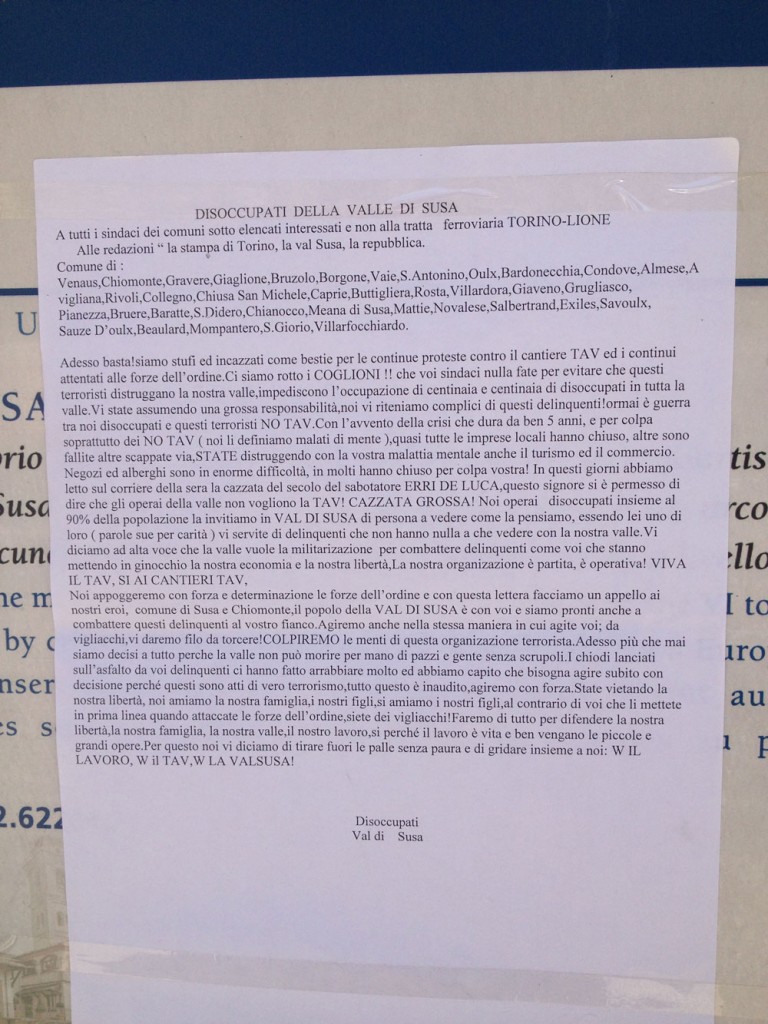 DISOCCUPATI DELLA VALLE DI SUSA
A tutti i sindaci dei comuni sotto elencati interessati e non alla tratta ferroviaria TORINO-LIONE
Alle redazioni “ la stampa di Torino, la val Susa, la repubblica.
Comune di :
Venaus,Chiomonte,Gravere,Giaglione,Bruzolo,Borgone,Vaie,S.Antonino,Oulx,Bardonecchia,Condove,Almese,A
vigliana,Rivoli,Collegno,Chiusa San Michele,Caprie,Buttigliera,Rosta,Villardora,Giaveno,Grugliasco,
Pianezza,Bruere,Baratte,S.Didero,Chianocco,Meana di Susa,Mattie,Novalese,Salbertrand,Exiles,Savoulx,
Sauze D’oulx,Beaulard,Mompantero,S.Giorio,Villarfocchiardo.
Adesso basta!siamo stufi ed incazzati come bestie per le continue proteste contro il cantiere TAV ed i continui
attentati alle forze dell’ordine.Ci siamo rotto i COGLIONI !! che voi sindaci nulla fate per evitare che questi
terroristi distruggano la nostra valle,impediscono l’occupazione di centinaia e centinaia di disoccupati in tutta la
valle.Vi state assumendo una grossa responsabilità,noi vi riteniamo complici di questi delinquenti!ormai è guerra
tra noi disoccupati e questi terroristi NO TAV.Con l’avvento della crisi che dura da ben 5 anni, e per colpa
soprattutto dei NO TAV ( noi li definiamo malati di mente ),quasi tutte le imprese locali hanno chiuso, altre sono
fallite altre scappate via,STATE distruggendo con la vostra malattia mentale anche il turismo ed il commercio.
Negozi ed alberghi sono in enorme difficoltà, in molti hanno chiuso per colpa vostra! In questi giorni abbiamo
letto sul corriere della sera la cazzata del secolo del sabotatore ERRI DE LUCA,questo signore si è permesso di
dire che gli operai della valle non vogliono la TAV! CAZZATA GROSSA! Noi operai disoccupati insieme al
90% della popolazione la invitiamo in VAL DI SUSA di persona a vedere come la pensiamo, essendo lei uno di
loro ( parole sue per carità ) vi servite di delinquenti che non hanno nulla a che vedere con la nostra valle.Vi
diciamo ad alta voce che la valle vuole la militarizzazione per combattere delinquenti come voi che stanno
mettendo in ginocchio la nostra economia e la nostra libertà,La nostra organizzazione è partita, è operativa! VIVA
IL TAV, SI AI CANTIERI TAV,
Noi appoggeremo con forza e determinazione le forze dell’ordine e con questa lettera facciamo un appello ai
nostri eroi, comune di Susa e Chiomonte,il popolo della VAL DI SUSA è con voi e siamo pronti anche a
combattere questi delinquenti al vostro fianco.Agiremo anche nella stessa maniera in cui agite voi; da
vigliacchi,vi daremo filo da torcere!COLPIREMO le menti di questa organizzazione terrorista.Adesso più che mai
siamo decisi a tutto perche la valle non può morire per mano di pazzi e gente senza scrupoli.I chiodi lanciati
sull’asfalto da voi delinquenti ci hanno fatto arrabbiare molto ed abbiamo capito che bisogna agire subito con
decisione perché questi sono atti di vero terrorismo,tutto questo è inaudito,agiremo con forza.State vietando la
nostra libertà, noi amiamo la nostra famiglia,i nostri figli,si amiamo i nostri figli,al contrario di voi che li mettete
in prima linea quando attaccate le forze dell’ordine,siete dei vigliacchi!Faremo di tutto per difendere la nostra
libertà,la nostra famiglia, la nostra valle,il nostro lavoro,si perché il lavoro è vita e ben vengano le piccole e
grandi opere.Per questo noi vi diciamo di tirare fuori le palle senza paura e di gridare insieme a noi: W IL
LAVORO, W il TAV,W LA VALSUSA!
Disoccupati
Val di Susa
U
SA
Susa
by
2.622
to
au